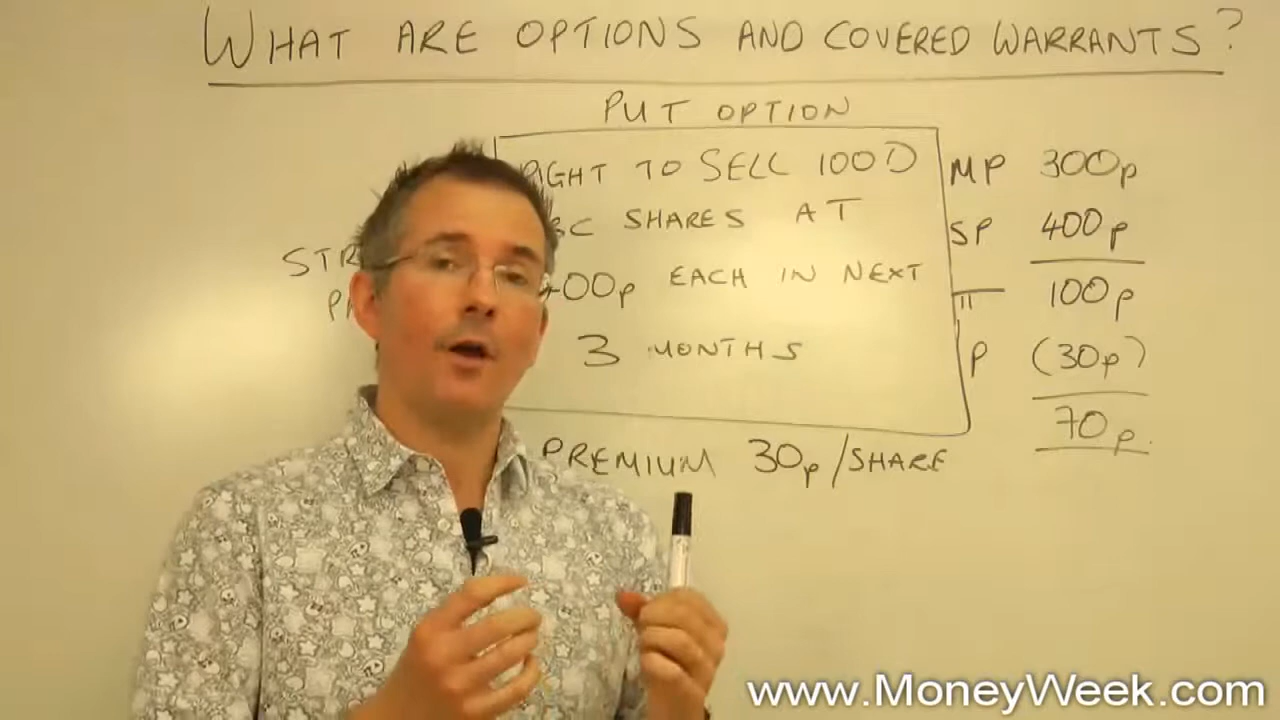 WHAT ARE OPTIONS AND COVERED WARRANTS?
PUT OPTION
RIGHT TO SELL 1000
SHARES AT
EACH IN NEXT
3 MONTHS
PREMIUM 30p/SHARE
MP 300p
SP 400p
π 100p
P (30p)
70p
www.MoneyWeek.com